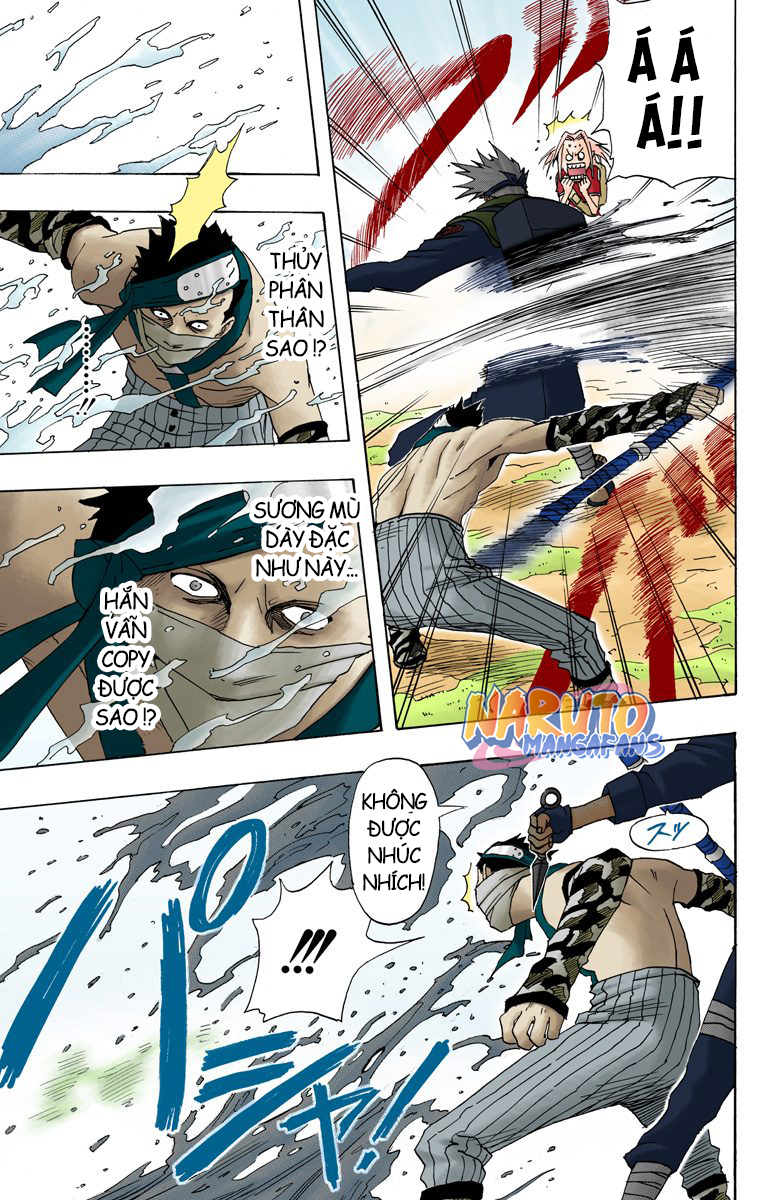 Á Á
Á!!
THỦY
PHÂN
THÂN
SAO !?
.........!!
SƯƠNG MÙ
DÀY ĐẶC
NHƯ NÀY...
HẮN
VẪN
COPY
ĐƯỢC
SAO !?
NARUTO
MANGAFANS
KHÔNG
ĐƯỢC
NHÚC
NHÍCH!
スッ
!!!
パシャ!